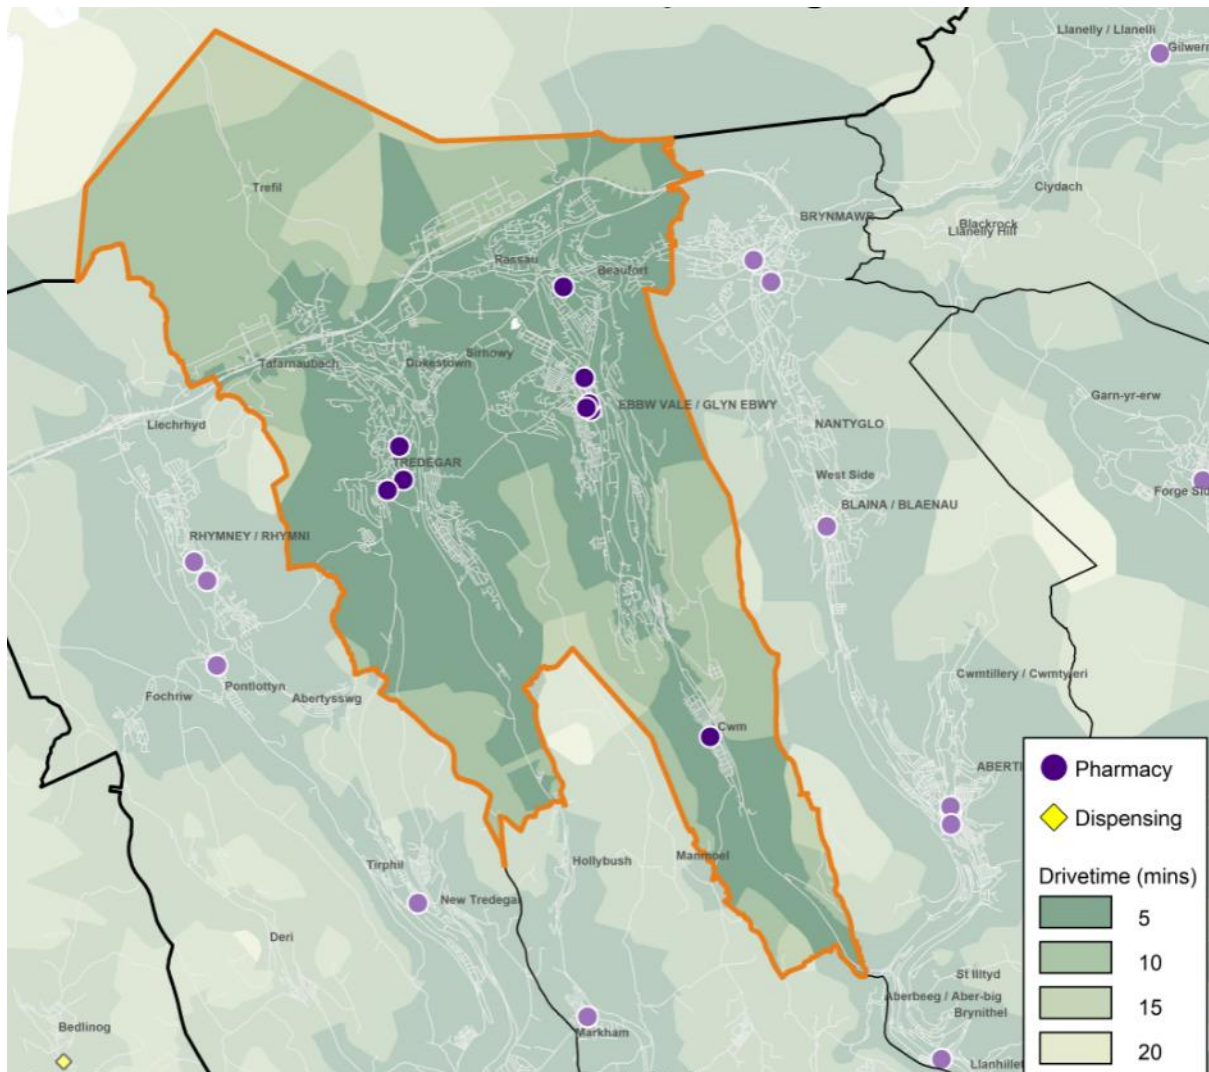 Llanelly / Llanelli
Gilwern
Clydach
Trefil
BRYNMAWR
Blackrock
Llanelly Hill
Rassau
Beaufort
Sirhowy
Tafarnaubach
Dukestown
EBBW VALE / GLYN EBWY
Garn-yr-erw
Llechrhyd
NANTYGLO
TREDEGAR
West Side
Forge Sid
BLAINA / BLAENAU
RHYMNEY / RHYMNI
Cwmtillery / Cwmtyleri
Pontlottyn
Fochriw
Abertysswg
Cwm
ABERTI
Pharmacy
Dispensing
Manmoel
Hollybush
Tirphil
New Tredegar
Drivetime (mins)
5
10
15
20
Deri
St Illtyd
Aberbeeg / Aber-big
Brynithel
Bedlinog
Markham
Llanhillet